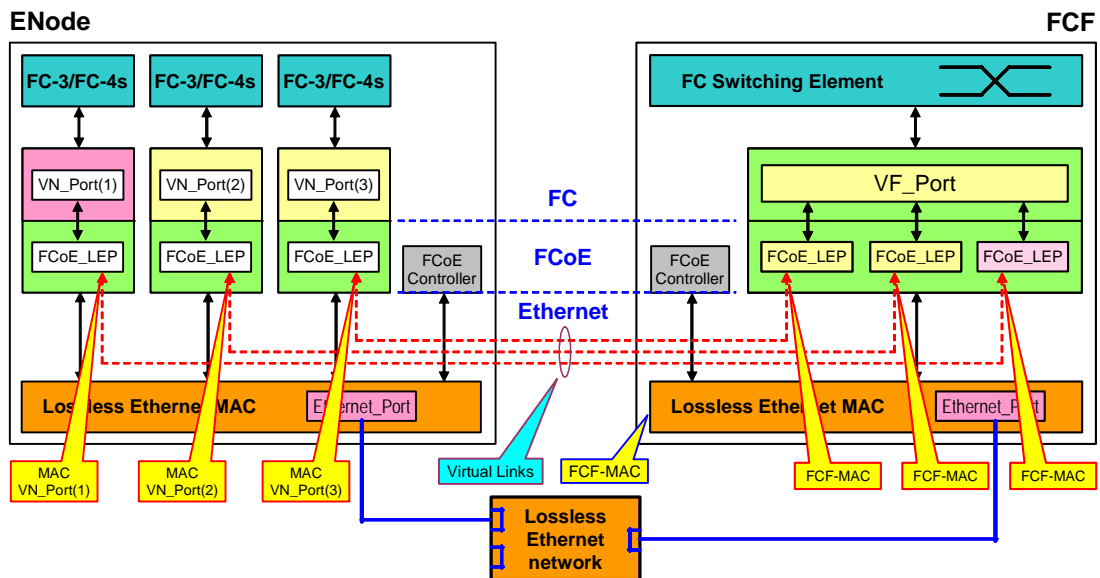 ENode
FCF
FC-3/FC-4s
FC-3/FC-4s
FC-3/FC-4s
FC Switching Element
VN_Port(1)
VN_Port(2)
VN_Port(3)
FC
VF_Port
FCoE_LEP
FCoE_LEP
FCoE_LEP
FCoE
Controller
FCoE
FCoE
Controller
FCoE_LEP
FCoE_LEP
FCoE_LEP
Ethernet
Lossless Ethernet MAC
Ethernet_Port
Lossless Ethernet MAC
Ethernet_Port
MAC
VN_Port(1)
MAC
VN_Port(2)
MAC
VN_Port(3)
Virtual Links
FCF-MAC
FCF-MAC
FCF-MAC
FCF-MAC
Lossless
Ethernet
network